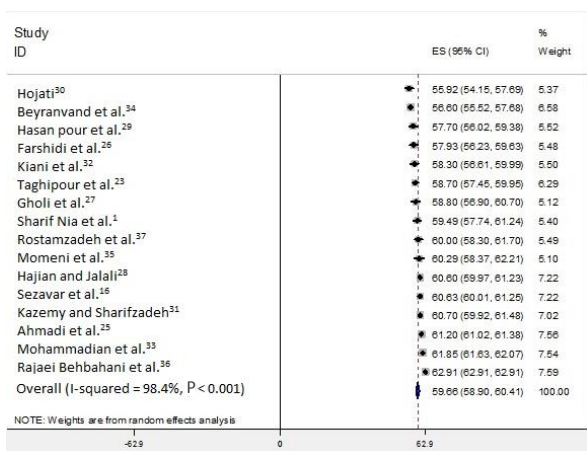 Study %
ID ES (95% CI) Weight
Hojati30 55.92 (54.15, 57.69) 5.37
Beyranvand et al.34 56.60 (55.52, 57.68) 6.58
Hasan pour et al.29 57.70 (56.02, 59.38) 5.52
Farshidi et al.26 57.93 (56.23, 59.63) 5.48
Kiani et al.32 58.30 (56.61, 59.99) 5.50
Taghipour et al.23 58.70 (57.45, 59.95) 6.29
Gholi et al.27 58.80 (56.90, 60.70) 5.12
Sharif Nia et al.1 59.49 (57.74, 61.24) 5.40
Rostamzadeh et al.37 60.00 (58.30, 61.70) 5.49
Momeni et al.35 60.29 (58.37, 62.21) 5.10
Hajian and Jalali28 60.60 (59.97, 61.23) 7.22
Sezavar et al.16 60.63 (60.01, 61.25) 7.22
Kazemy and Sharifzadeh31 60.70 (59.92, 61.48) 7.02
Ahmadi et al.25 61.20 (61.02, 61.38) 7.56
Mohammadian et al.33 61.85 (61.63, 62.07) 7.54
Rajaei Behbahani et al.36 62.91 (62.91, 62.91) 7.59
Overall (I-squared = 98.4%, P < 0.001) 59.66 (58.90, 60.41) 100.00
NOTE: Weights are from random effects analysis
-62.9 0 62.9